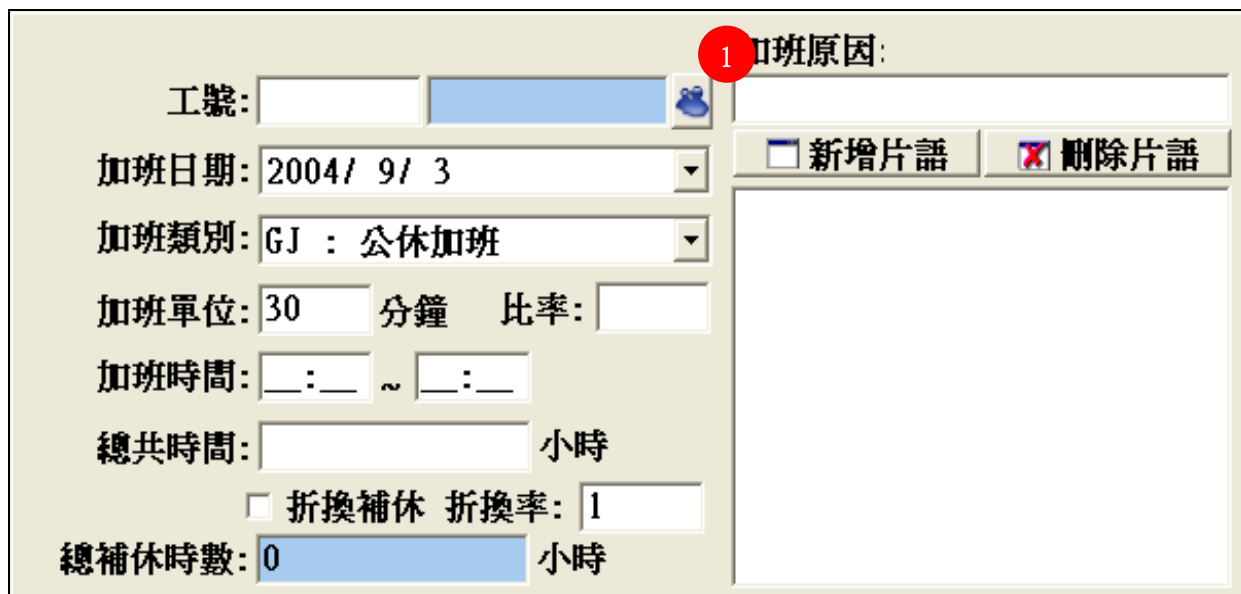 1 加班原因:
工號:
新增片語 刪除片語
加班日期: 2004/ 9/ 3
加班類別: GJ : 公休加班
加班單位: 30 分鐘 比率:
加班時間: __:__ ~ __:__
總共時間: 小時
折換補休 折換率: 1
總補休時數: 0 小時